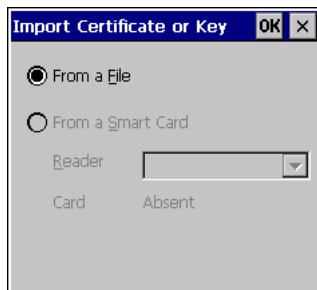 Import Certificate or Key OK ×
From a File
From a Smart Card
Reader
Card Absent